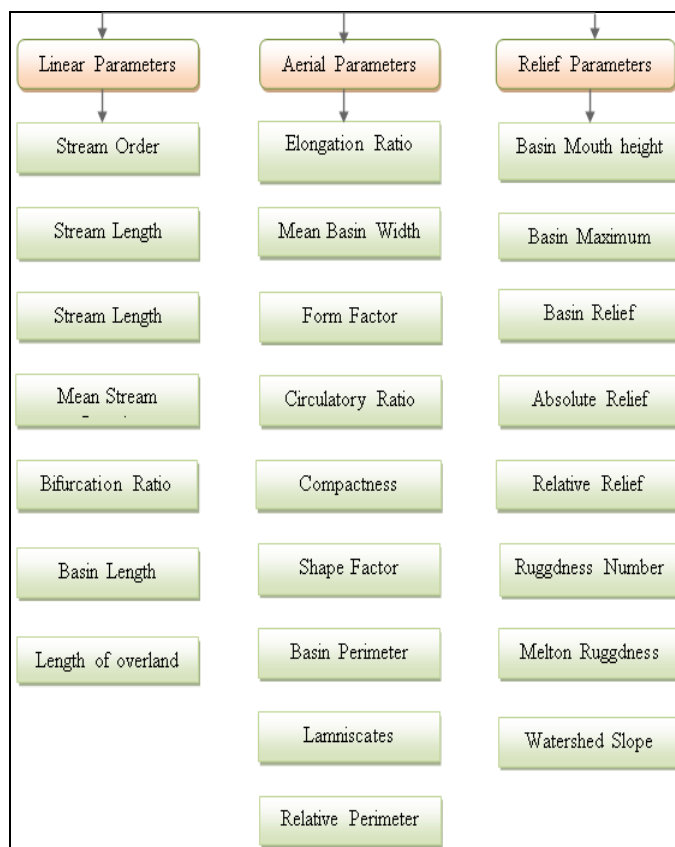 Linear Parameters
Stream Order
Stream Length
Stream Length
Mean Stream
Bifurcation Ratio
Basin Length
Length of overland
Aerial Parameters
Elongation Ratio
Mean Basin Width
Form Factor
Circulatory Ratio
Compactness
Shape Factor
Basin Perimeter
Lamniscates
Relative Perimeter
Relief Parameters
Basin Mouth height
Basin Maximum
Basin Relief
Absolute Relief
Relative Relief
Ruggdness Number
Melton Ruggdness
Watershed Slope